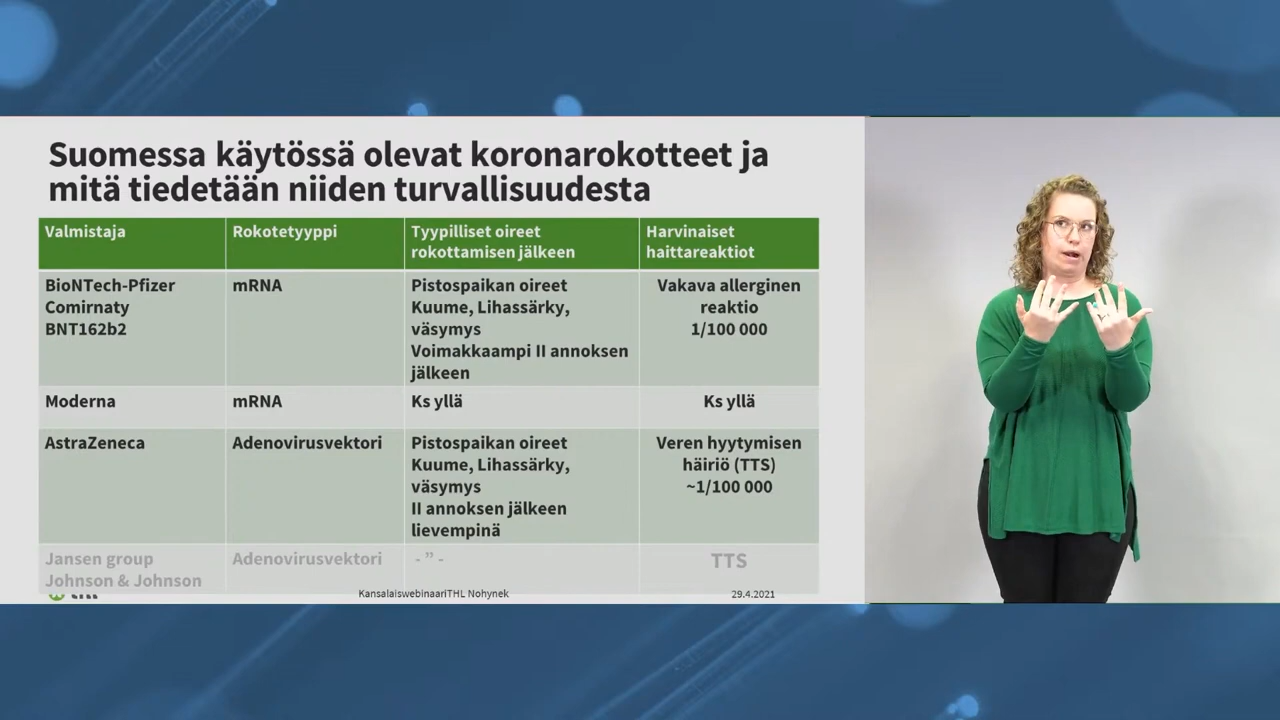 Suomessa käytössä olevat koronarokotteet ja
mitä tiedetään niiden turvallisuudesta
Valmistaja
Rokotetyyppi
Tyypilliset oireet
rokottamisen jälkeen
Harvinaiset
haittareaktiot
BioNTech-Pfizer
Comirnaty
BNT162b2
mRNA
Pistospaikan oireet
Kuume, Lihassärky,
väsymys
Voimakkaampi II annoksen
jälkeen
Vakava allerginen
reaktio
1/100 000
Moderna
mRNA
Ks yllä
Ks yllä
AstraZeneca
Adenovirusvektori
Pistospaikan oireet
Kuume, Lihassärky,
väsymys
II annoksen jälkeen
lievempinä
Veren hyytymisen
häiriö (TTS)
~1/100 000
Jansen group
Johnson & Johnson
Adenovirusvektori
- ” -
TTS
KansalaiswebinaariTHL Nohynek
29.4.2021